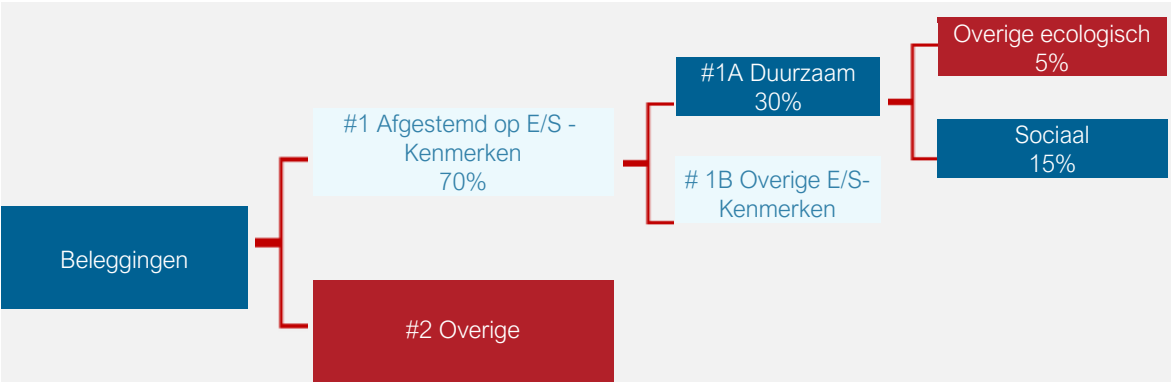 Beleggingen
#1 Afgestemd op E/S -
Kenmerken
70%
#2 Overige
#1A Duurzaam
30%
# 1B Overige E/S-
Kenmerken
Overige ecologisch
5%
Sociaal
15%